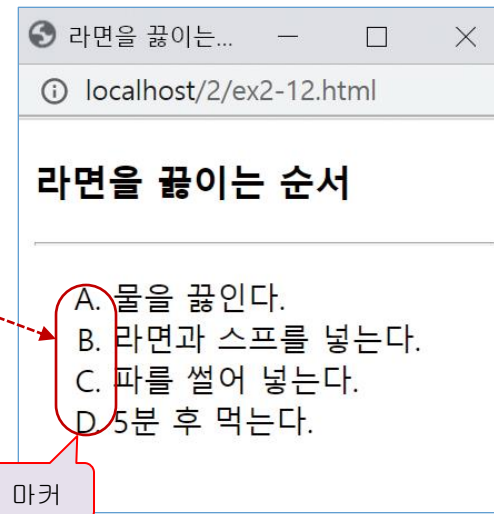 라면을 끓이는...
localhost/2/ex2-12.html
라면을 끓이는 순서
A. 물을 끓인다.
B. 라면과 스프를 넣는다.
C. 파를 썰어 넣는다.
D. 5분 후 먹는다.
마커